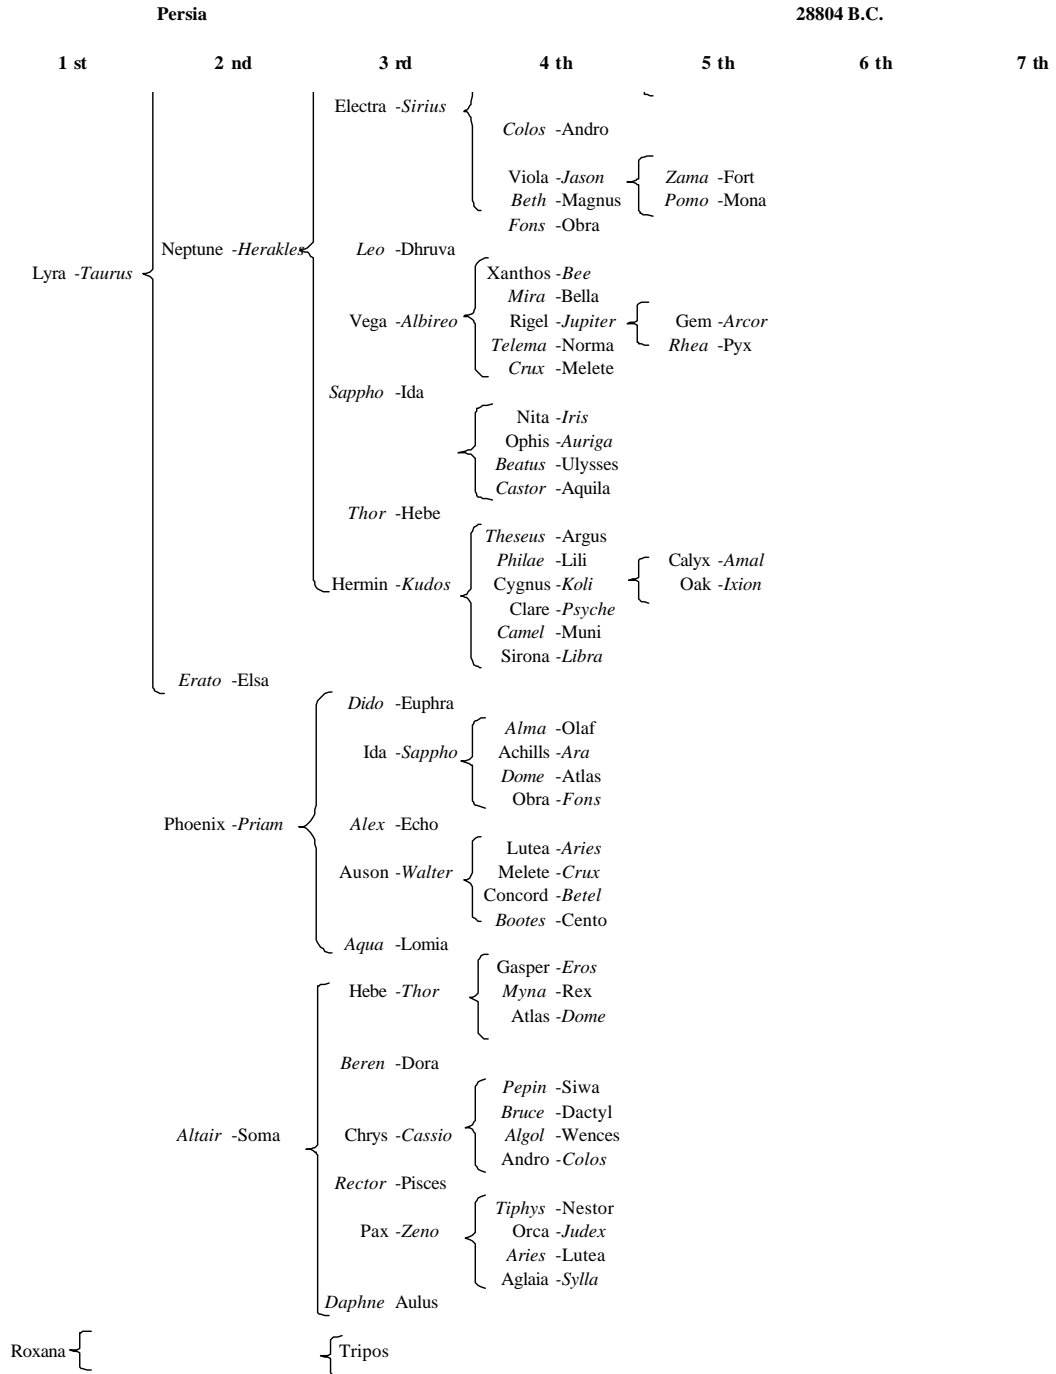 Persia 28804 B.C.
1 st 2 nd 3 rd 4 th 5 th 6 th 7 th
Electra -Sirius
Colos -Andro
Viola -Jason Zama -Fort
Beth -Magnus Pomo -Mona
Fons -Obra
Neptune -Herakles Leo -Dhruva
Lyra -Taurus Xanthos -Bee
Mira -Bella
Vega -Albireo Rigel -Jupiter Gem -Arcor
Telema -Norma Rhea -Pyx
Crux -Melete
Sappho -Ida
Nita -Iris
Ophis -Auriga
Beatus -Ulysses
Castor -Aquila
Thor -Hebe
Theseus -Argus
Philae -Lili Calyx -Amal
Hermin -Kudos Cygnus -Koli Oak -Ixion
Clare -Psyche
Camel -Muni
Sirona -Libra
Erato -Elsa
Dido -Euphra
Alma -Olaf
Ida -Sappho Achills -Ara
Dome -Atlas
Obra -Fons
Phoenix -Priam Alex -Echo
Lutea -Aries
Auson -Walter Melete -Crux
Concord -Betel
Bootes -Cento
Aqua -Lomia
Gasper -Eros
Hebe -Thor Myna -Rex
Atlas -Dome
Beren -Dora
Pepin -Siwa
Bruce -Dactyl
Altair -Soma Chrys -Cassio Algol -Wences
Andro -Colos
Rector -Pisces
Tiphys -Nestor
Pax -Zeno Orca -Judex
Aries -Lutea
Aglaia -Sylla
Daphne Aulus
Roxana Tripos